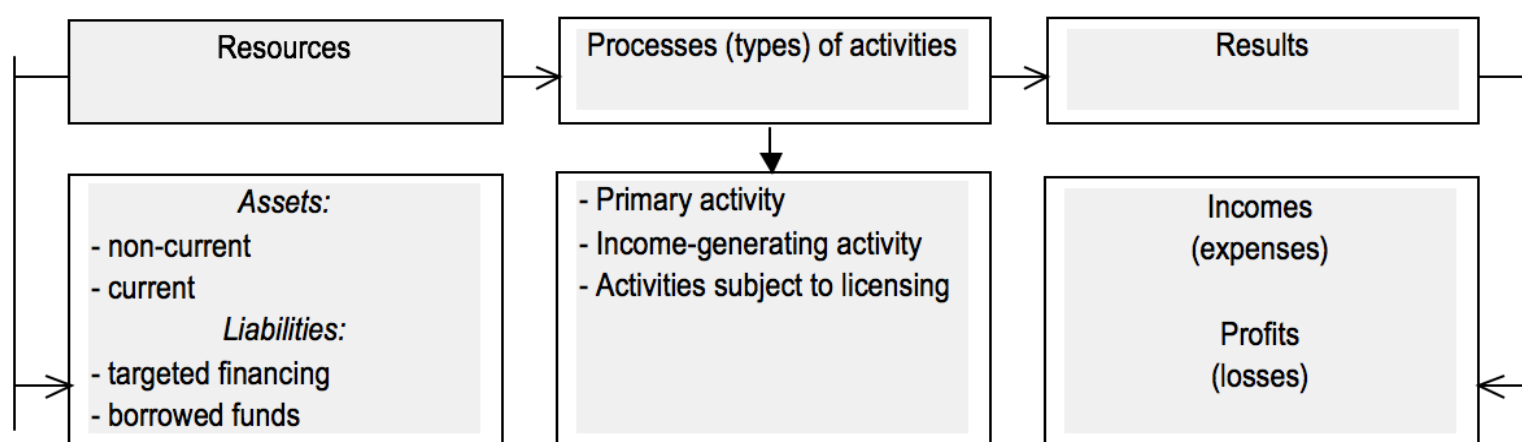 Resources
Processes (types) of activities
Results
Assets:
- non-current
- current
Liabilities:
- targeted financing
- borrowed funds
- Primary activity
- Income-generating activity
- Activities subject to licensing
Incomes
(expenses)
Profits
(losses)